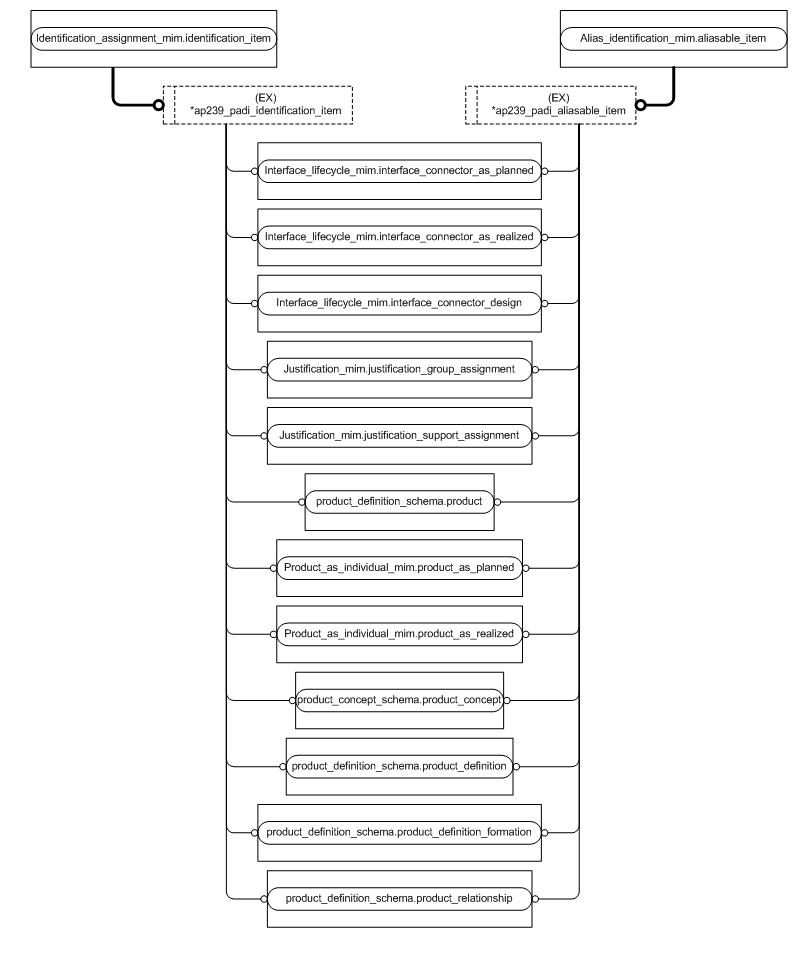 Identification_assignment_mim.identification_item
Alias_identification_mim.aliasable_item
(EX)
*ap239_padi_identification_item
(EX)
*ap239_padi_aliasable_item
Interface_lifecycle_mim.interface_connector_as_planned
Interface_lifecycle_mim.interface_connector_as_realized
Interface_lifecycle_mim.interface_connector_design
Justification_mim.justification_group_assignment
Justification_mim.justification_support_assignment
product_definition_schema.product
Product_as_individual_mim.product_as_planned
Product_as_individual_mim.product_as_realized
product_concept_schema.product_concept
product_definition_schema.product_definition
product_definition_schema.product_definition_formation
product_definition_schema.product_relationship